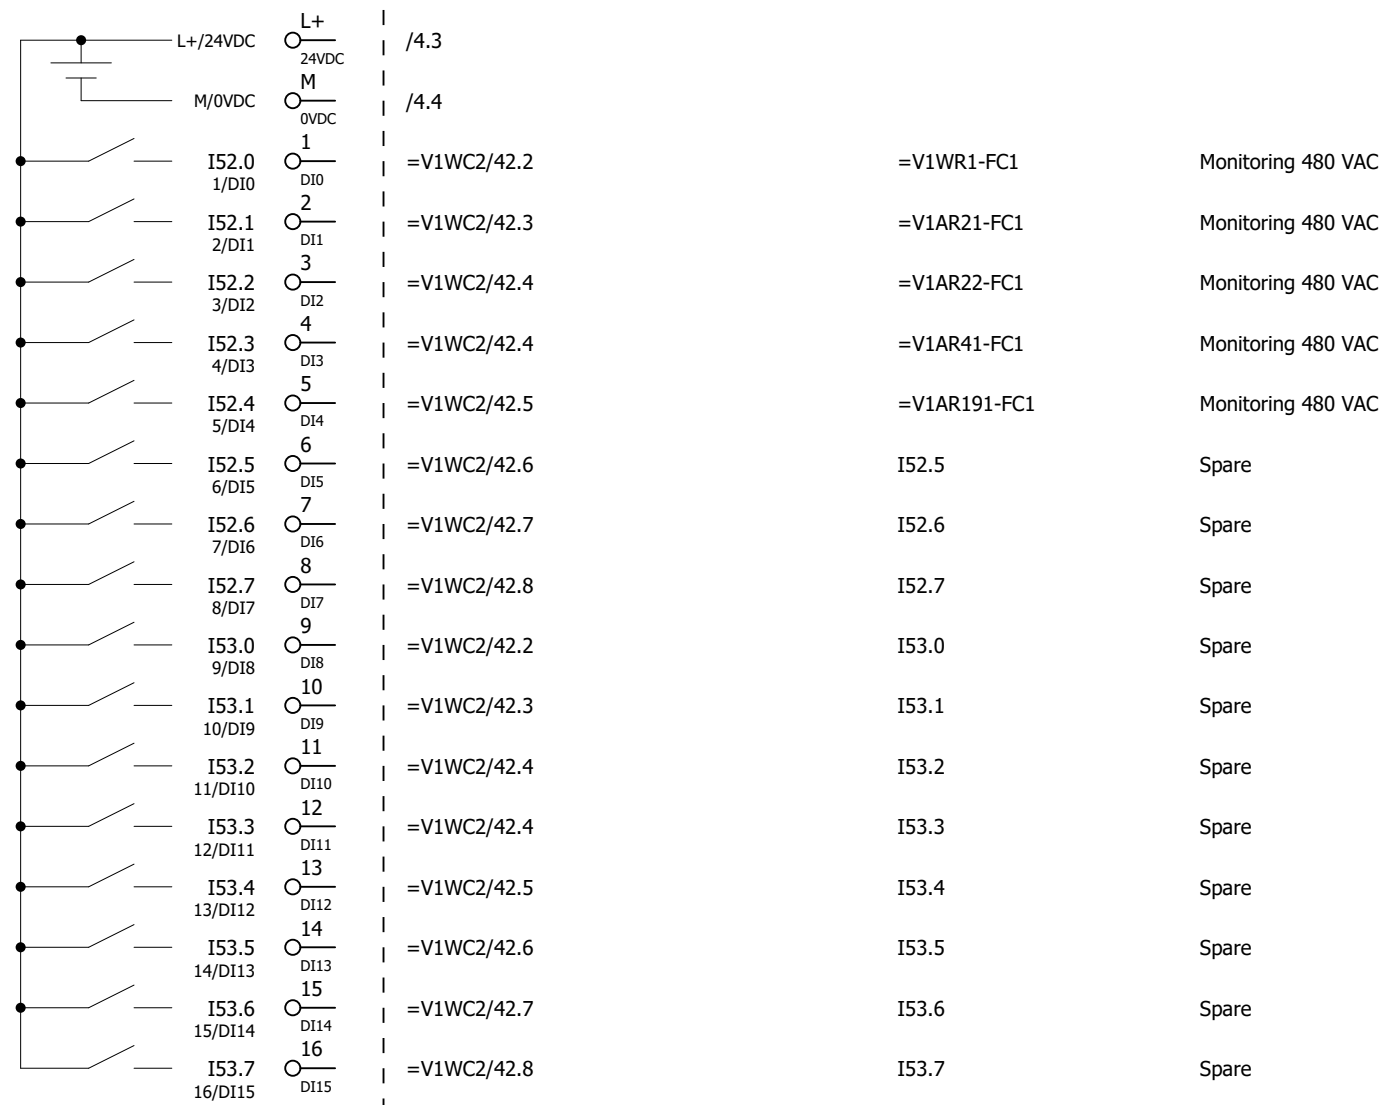 L+
L+/24VDC /4.3
24VDC
M
M/0VDC /4.4
0VDC
1
I52.0 =V1WC2/42.2 =V1WR1-FC1 Monitoring 480 VAC
1/DI0 DI0
2
I52.1 =V1WC2/42.3 =V1AR21-FC1 Monitoring 480 VAC
2/DI1 DI1
3
I52.2 =V1WC2/42.4 =V1AR22-FC1 Monitoring 480 VAC
3/DI2 DI2
4
I52.3 =V1WC2/42.4 =V1AR41-FC1 Monitoring 480 VAC
4/DI3 DI3
5
I52.4 =V1WC2/42.5 =V1AR191-FC1 Monitoring 480 VAC
5/DI4 DI4
6
I52.5 =V1WC2/42.6 I52.5 Spare
6/DI5 DI5
7
I52.6 =V1WC2/42.7 I52.6 Spare
7/DI6 DI6
8
I52.7 =V1WC2/42.8 I52.7 Spare
8/DI7 DI7
9
I53.0 =V1WC2/42.2 I53.0 Spare
9/DI8 DI8
10
I53.1 =V1WC2/42.3 I53.1 Spare
10/DI9 DI9
11
I53.2 =V1WC2/42.4 I53.2 Spare
11/DI10 DI10
12
I53.3 =V1WC2/42.4 I53.3 Spare
12/DI11 DI11
13
I53.4 =V1WC2/42.5 I53.4 Spare
13/DI12 DI12
14
I53.5 =V1WC2/42.6 I53.5 Spare
14/DI13 DI13
15
I53.6 =V1WC2/42.7 I53.6 Spare
15/DI14 DI14
16
I53.7 =V1WC2/42.8 I53.7 Spare
16/DI15 DI15